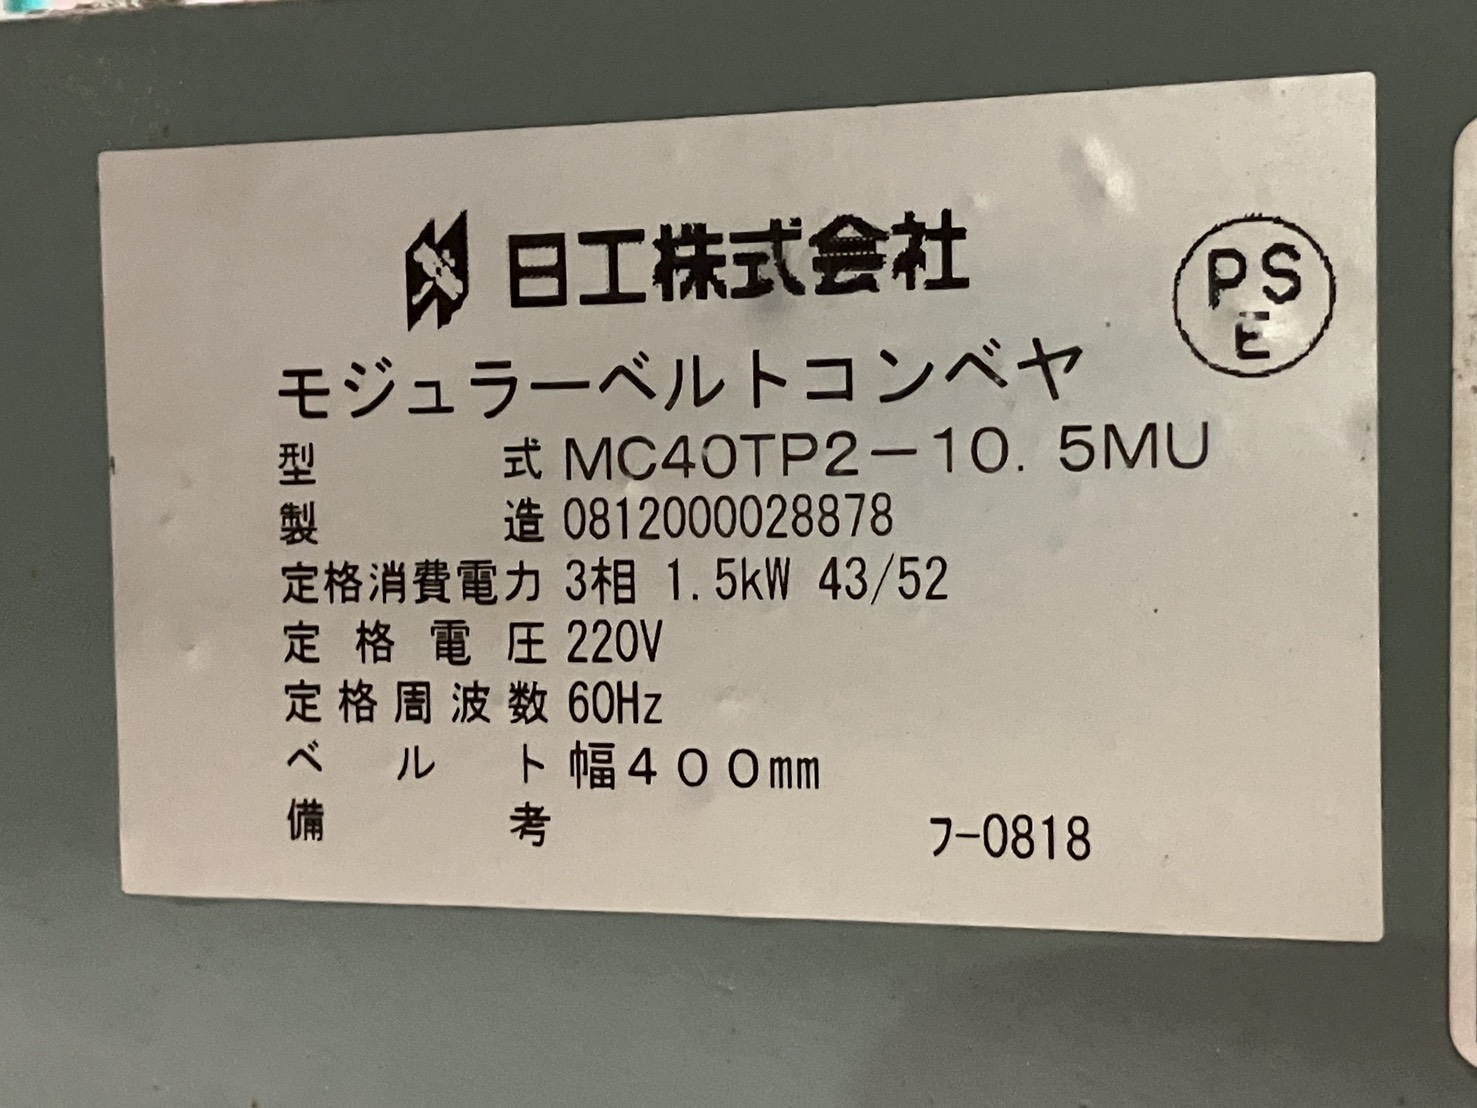 日工株式会社
PS
E
モジュラーベルトコンベヤ
型式 MC40TP2-10.5MU
製造 0812000028878
定格消費電力 3相 1.5kW 43/52
定格電圧 220V
定格周波数 60Hz
ベルト 幅400mm
備考 フ-0818